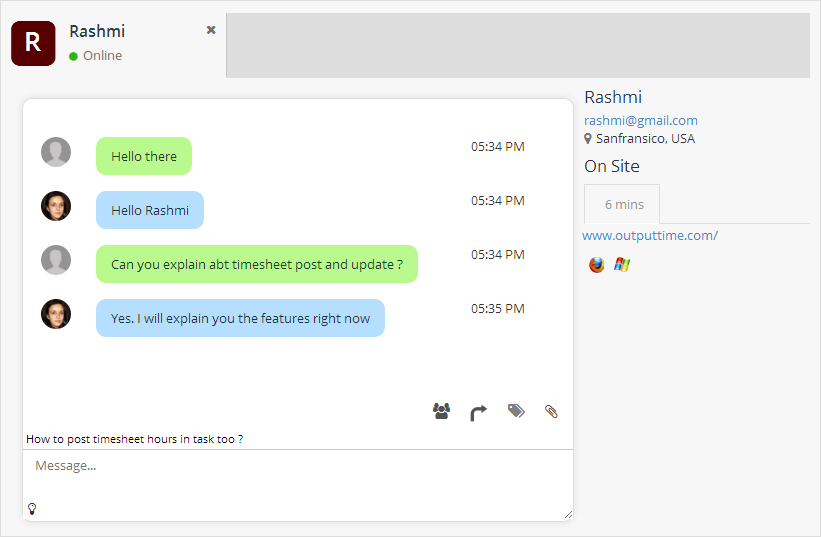 R
Rashmi
Online
Rashmi
rashmi@gmail.com
Sanfransico, USA
On Site
6 mins
www.outputtime.com/
Hello there 05:34 PM
Hello Rashmi 05:34 PM
Can you explain abt timesheet post and update ? 05:34 PM
Yes. I will explain you the features right now 05:35 PM
How to post timesheet hours in task too ?
Message...